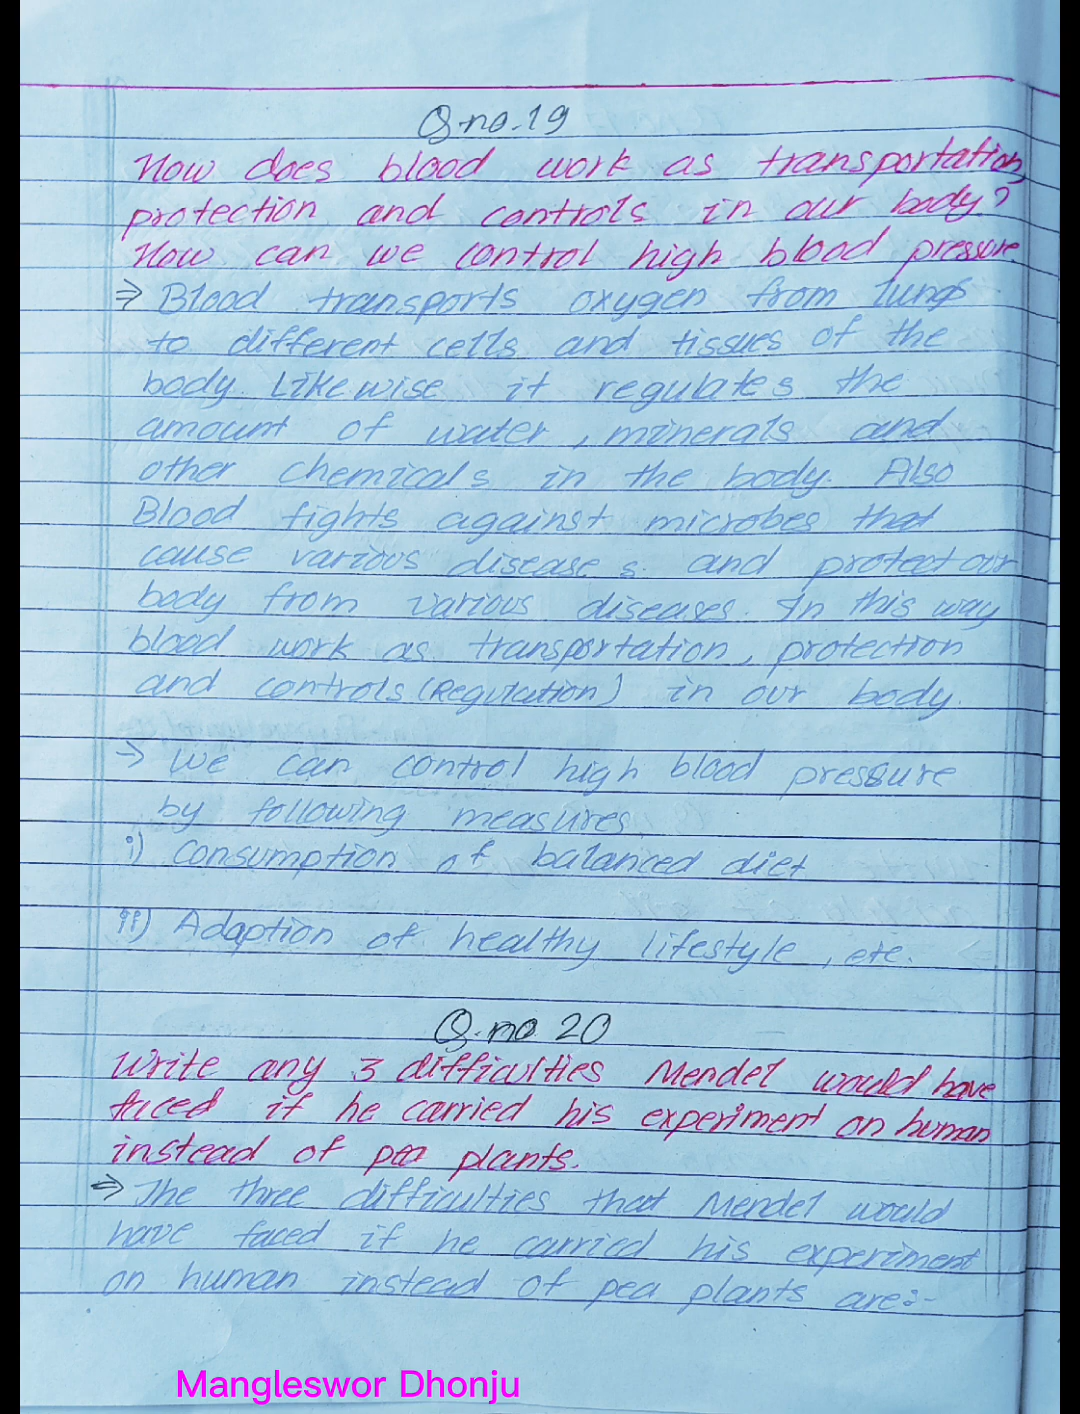 Q.no.19
How does blood work as transportation,
protection and controls in our body?
How can we control high blood pressure
⇒ Blood transports oxygen from lungs
to different cells and tissues of the
body. Likewise it regulates the
amount of water, minerals and
other chemicals in the body. Also
Blood fights against microbes that
cause various diseases. and protect our
body from various diseases. In this way
blood work as transportation, protection
and controls (Regulation) in our body.
→ We can control high blood pressure
by following measures
i) Consumption of balanced diet
ii) Adaption of healthy lifestyle, etc.
Q.no 20
Write any 3 difficulties Mendel would have
faced if he carried his experiment on human
instead of pea plants.
⇒ The three difficulties that Mendel would
have faced if he carried his experiment
on human instead of pea plants are:-
Mangleswor Dhonju